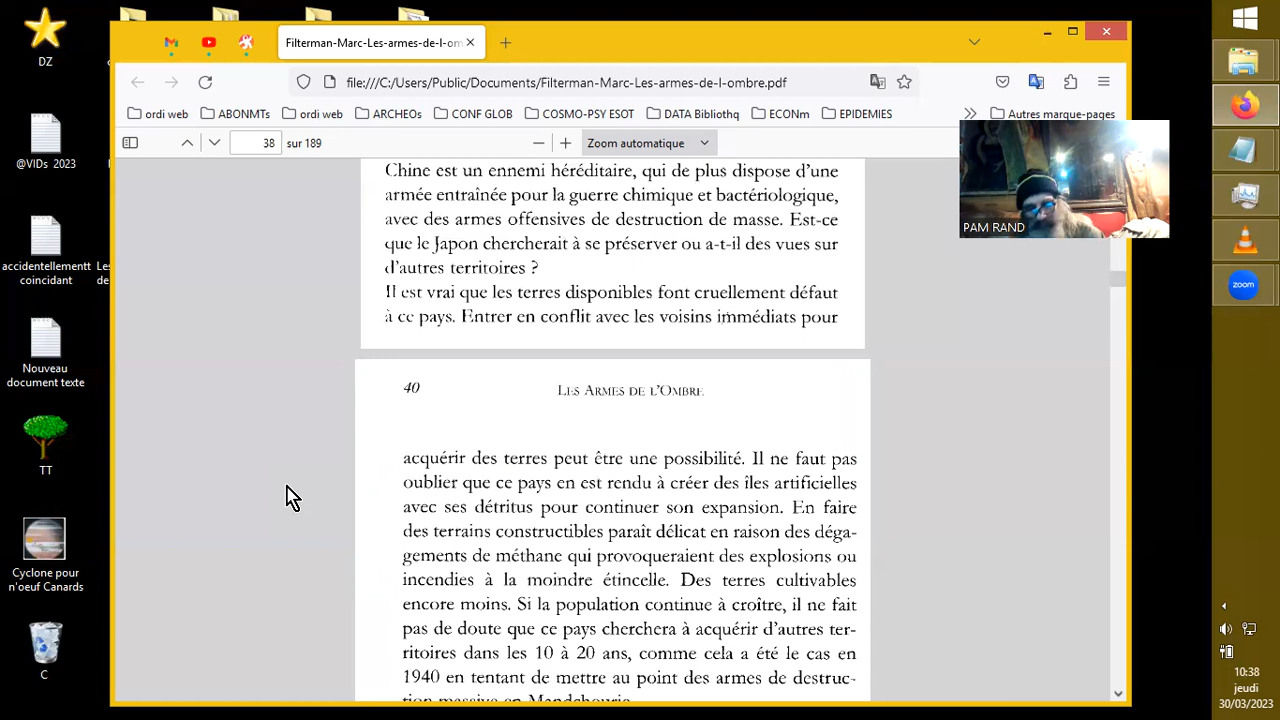 DZ
@VIDs 2023
accidentellementt
coincidant
Nouveau
document texte
TT
Cyclone pour
n'oeuf Canards
C
Filterman-Marc-Les-armes-de-l-om
file:///C:/Users/Public/Documents/Filterman-Marc-Les-armes-de-l-ombre.pdf
ordi web
ABONMTs
ordi web
ARCHEOs
CONF GLOB
COSMO-PSY ESOT
DATA Bibliothq
ECONm
EPIDEMIES
Autres marque-pages
38 sur 189
Zoom automatique
Chine est un ennemi héréditaire, qui de plus dispose d'une
armée entraînée pour la guerre chimique et bactériologique,
avec des armes offensives de destruction de masse. Est-ce
que le Japon chercherait à se préserver ou a-t-il des vues sur
d'autres territoires ?
Il est vrai que les terres disponibles font cruellement défaut
à ce pays. Entrer en conflit avec les voisins immédiats pour
40 LES ARMES DE L'OMBRE
acquérir des terres peut être une possibilité. Il ne faut pas
oublier que ce pays en est rendu à créer des îles artificielles
avec ses détritus pour continuer son expansion. En faire
des terrains constructibles paraît délicat en raison des déga-
gements de méthane qui provoqueraient des explosions ou
incendies à la moindre étincelle. Des terres cultivables
encore moins. Si la population continue à croître, il ne fait
pas de doute que ce pays cherchera à acquérir d'autres ter-
ritoires dans les 10 à 20 ans, comme cela a été le cas en
1940 en tentant de mettre au point des armes de destruc-
tion massive en Mandchourie
PAM RAND
zoom
10:38
jeudi
30/03/2023